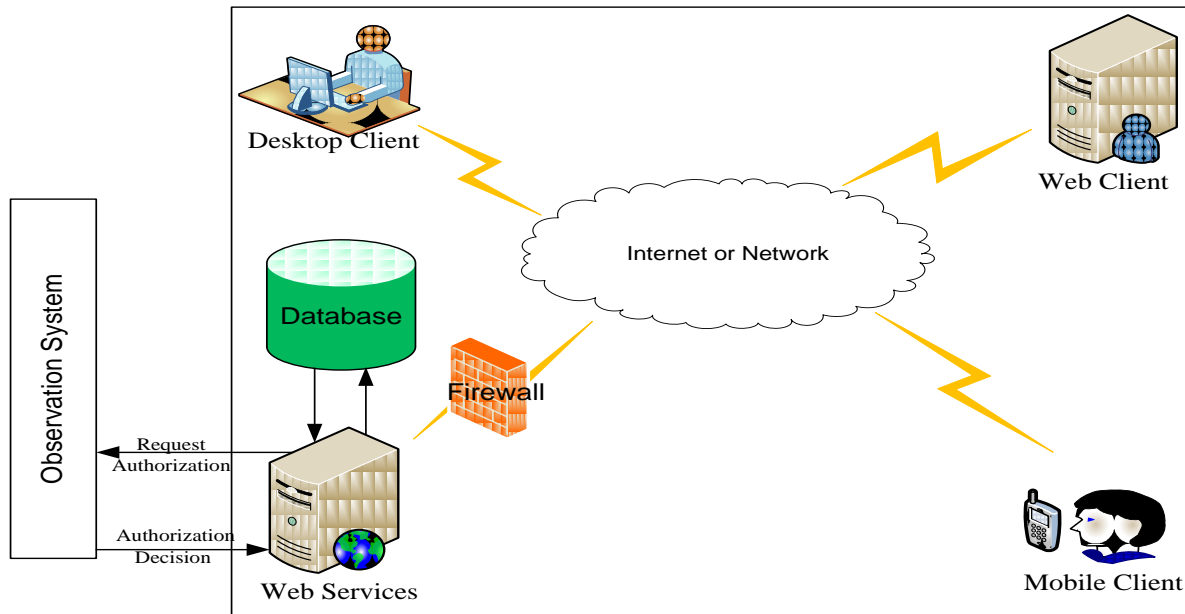 Desktop Client
Web Client
Internet or Network
Database
Firewall
Observation System
Request
Authorization
Authorization
Decision
Web Services
Mobile Client